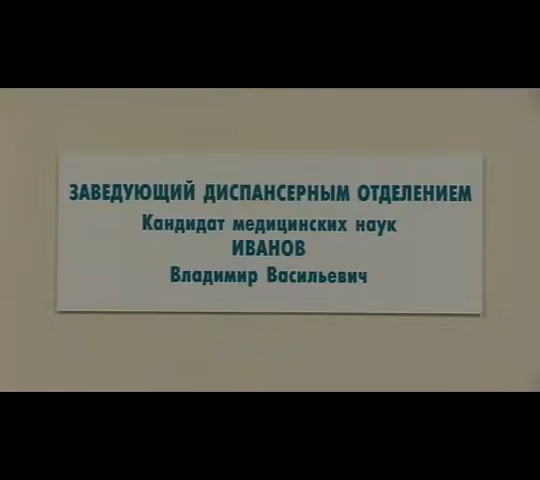 ЗАВЕДУЮЩИЙ ДИСПАНСЕРНЫМ ОТДЕЛЕНИЕМ
Кандидат медицинских наук
ИВАНОВ
Владимир Васильевич